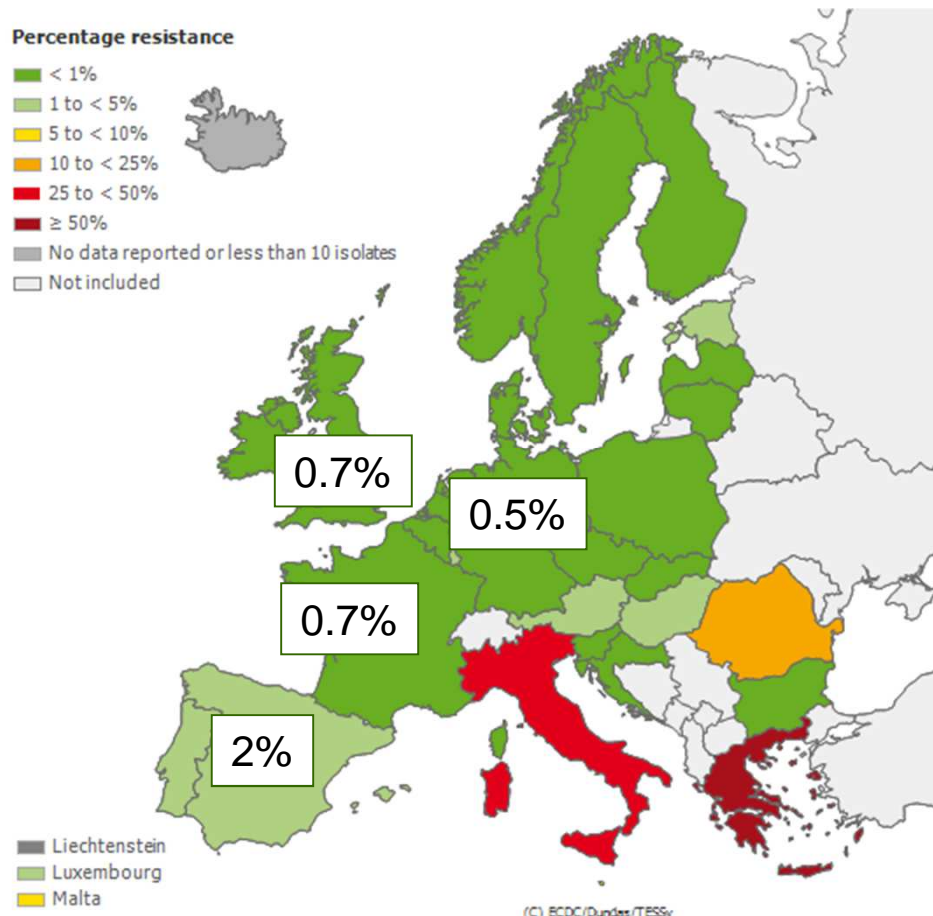 Percentage resistance
< 1%
1 to < 5%
5 to < 10%
10 to < 25%
25 to < 50%
≥ 50%
No data reported or less than 10 isolates
Not included
0.7%
0.5%
0.7%
2%
Liechtenstein
Luxembourg
Malta
(C) ECDC/Dundas/TESSy